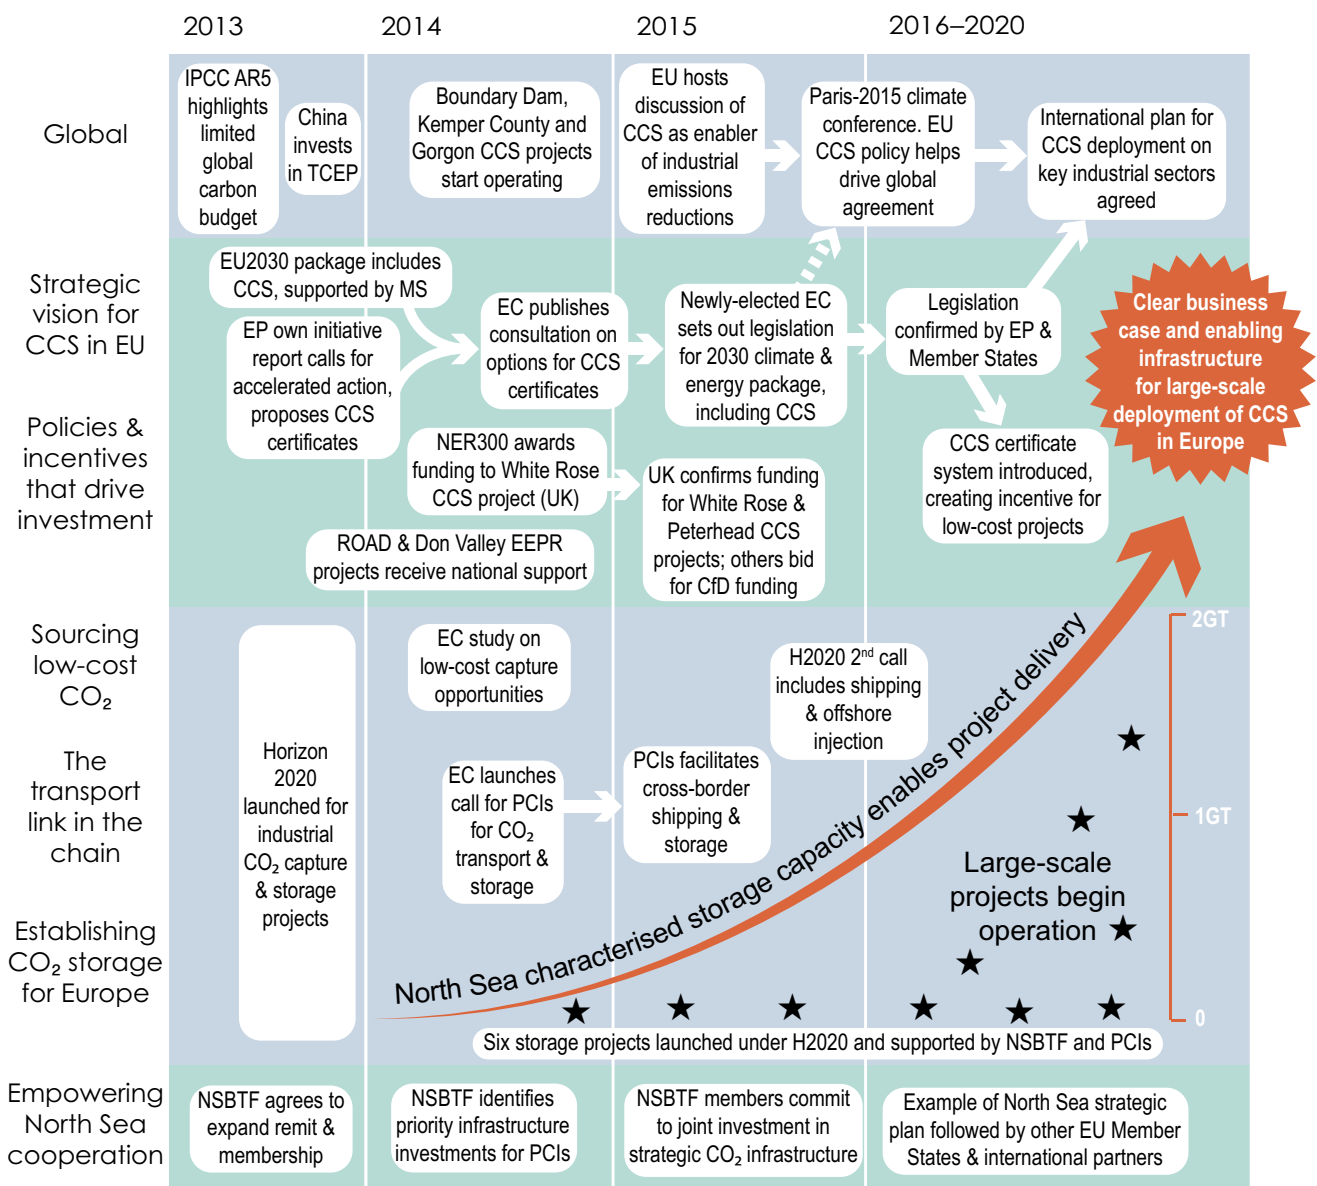 2013
2014
2015
2016–2020
Global
IPCC AR5
highlights
limited
global
carbon
budget
China
invests
in TCEP
Boundary Dam,
Kemper County and
Gorgon CCS projects
start operating
EU hosts
discussion of
CCS as enabler
of industrial
emissions
reductions
Paris-2015 climate
conference. EU
CCS policy helps
drive global
agreement
International plan for
CCS deployment on
key industrial sectors
agreed
Strategic
vision for
CCS in EU
EU2030 package includes
CCS, supported by MS
EP own initiative
report calls for
accelerated action,
proposes CCS
certificates
EC publishes
consultation on
options for CCS
certificates
Newly-elected EC
sets out legislation
for 2030 climate &
energy package,
including CCS
Legislation
confirmed by EP &
Member States
Clear business
case and enabling
infrastructure
for large-scale
deployment of CCS
in Europe
Policies &
incentives
that drive
investment
NER300 awards
funding to White Rose
CCS project (UK)
UK confirms funding
for White Rose &
Peterhead CCS
projects; others bid
for CfD funding
CCS certificate
system introduced,
creating incentive for
low-cost projects
ROAD & Don Valley EEPR
projects receive national support
Sourcing
low-cost
CO₂
Horizon
2020
launched for
industrial
CO₂ capture
& storage
projects
EC study on
low-cost capture
opportunities
H2020 2nd call
includes shipping
& offshore
injection
The
transport
link in the
chain
EC launches
call for PCIs
for CO₂
transport &
storage
PCIs facilitates
cross-border
shipping &
storage
North Sea characterised storage capacity enables project delivery
2GT
1GT
0
Large-scale
projects begin
operation
Establishing
CO₂ storage
for Europe
Six storage projects launched under H2020 and supported by NSBTF and PCIs
Empowering
North Sea
cooperation
NSBTF agrees to
expand remit &
membership
NSBTF identifies
priority infrastructure
investments for PCIs
NSBTF members commit
to joint investment in
strategic CO₂ infrastructure
Example of North Sea strategic
plan followed by other EU Member
States & international partners